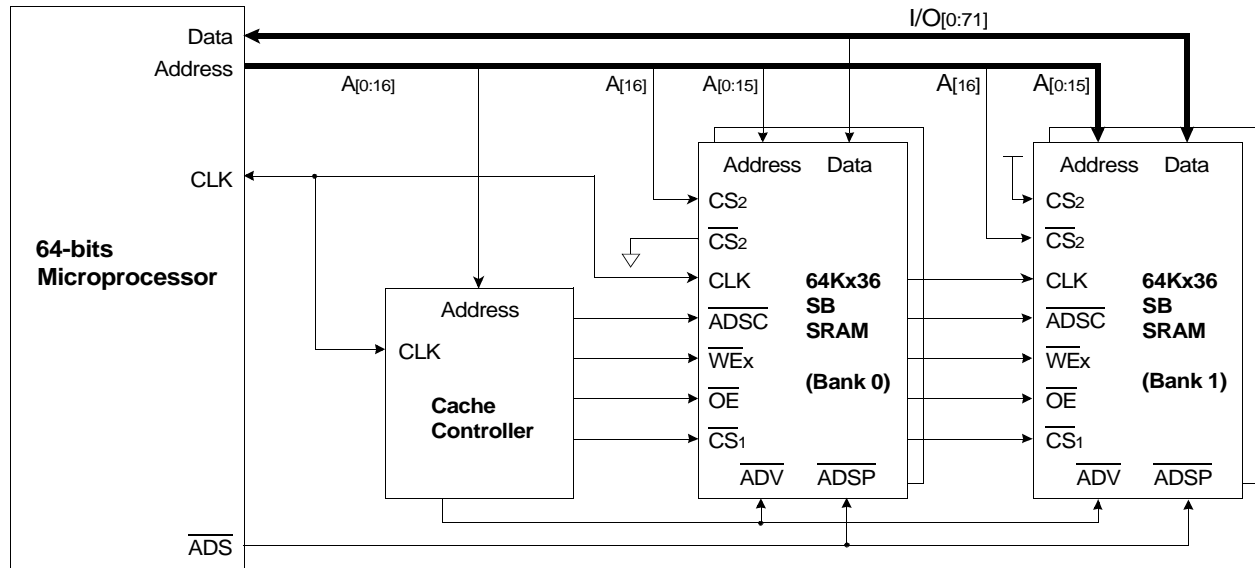 I/O[0:71]
Data
Address
A[0:16]
A[16]
A[0:15]
A[16]
A[0:15]
CLK
64-bits
Microprocessor
ADS
Address
CLK
Cache
Controller
Address Data
CS2
CS2
CLK
ADSC
WEx
OE
CS1
ADV ADSP
64Kx36
SB
SRAM
(Bank 0)
Address Data
CS2
CS2
CLK
ADSC
WEx
OE
CS1
ADV ADSP
64Kx36
SB
SRAM
(Bank 1)